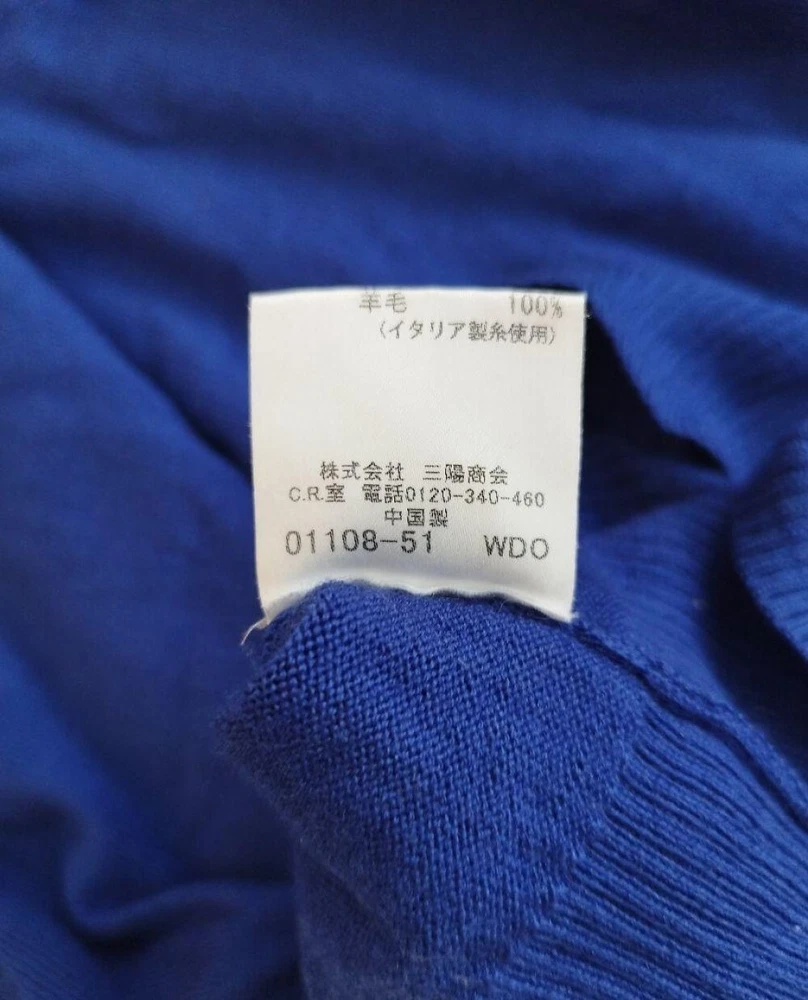 羊毛 100%
(イタリア製糸使用)
株式会社 三陽商会
C.R.室 電話0120-340-460
中国製
01108-51 WDO